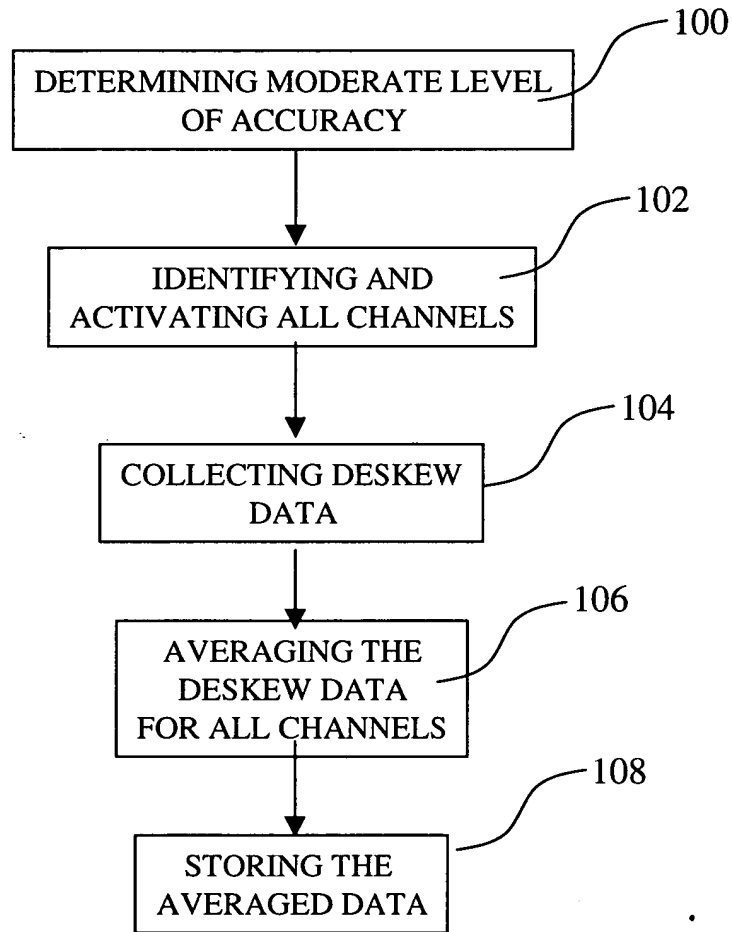 100
DETERMINING MODERATE LEVEL
OF ACCURACY
102
IDENTIFYING AND
ACTIVATING ALL CHANNELS
104
COLLECTING DESKEW
DATA
106
AVERAGING THE
DESKEW DATA
FOR ALL CHANNELS
108
STORING THE
AVERAGED DATA